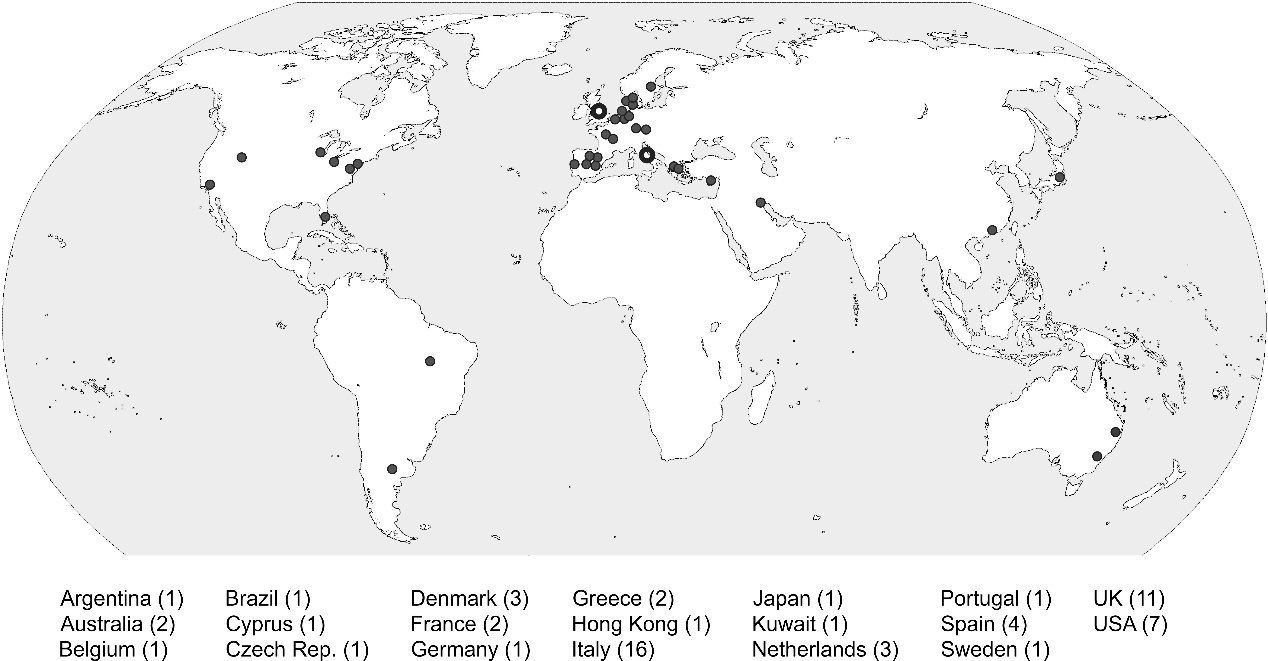 Argentina (1) Brazil (1) Denmark (3) Greece (2) Japan (1) Portugal (1) UK (11)
Australia (2) Cyprus (1) France (2) Hong Kong (1) Kuwait (1) Spain (4) USA (7)
Belgium (1) Czech Rep. (1) Germany (1) Italy (16) Netherlands (3) Sweden (1)